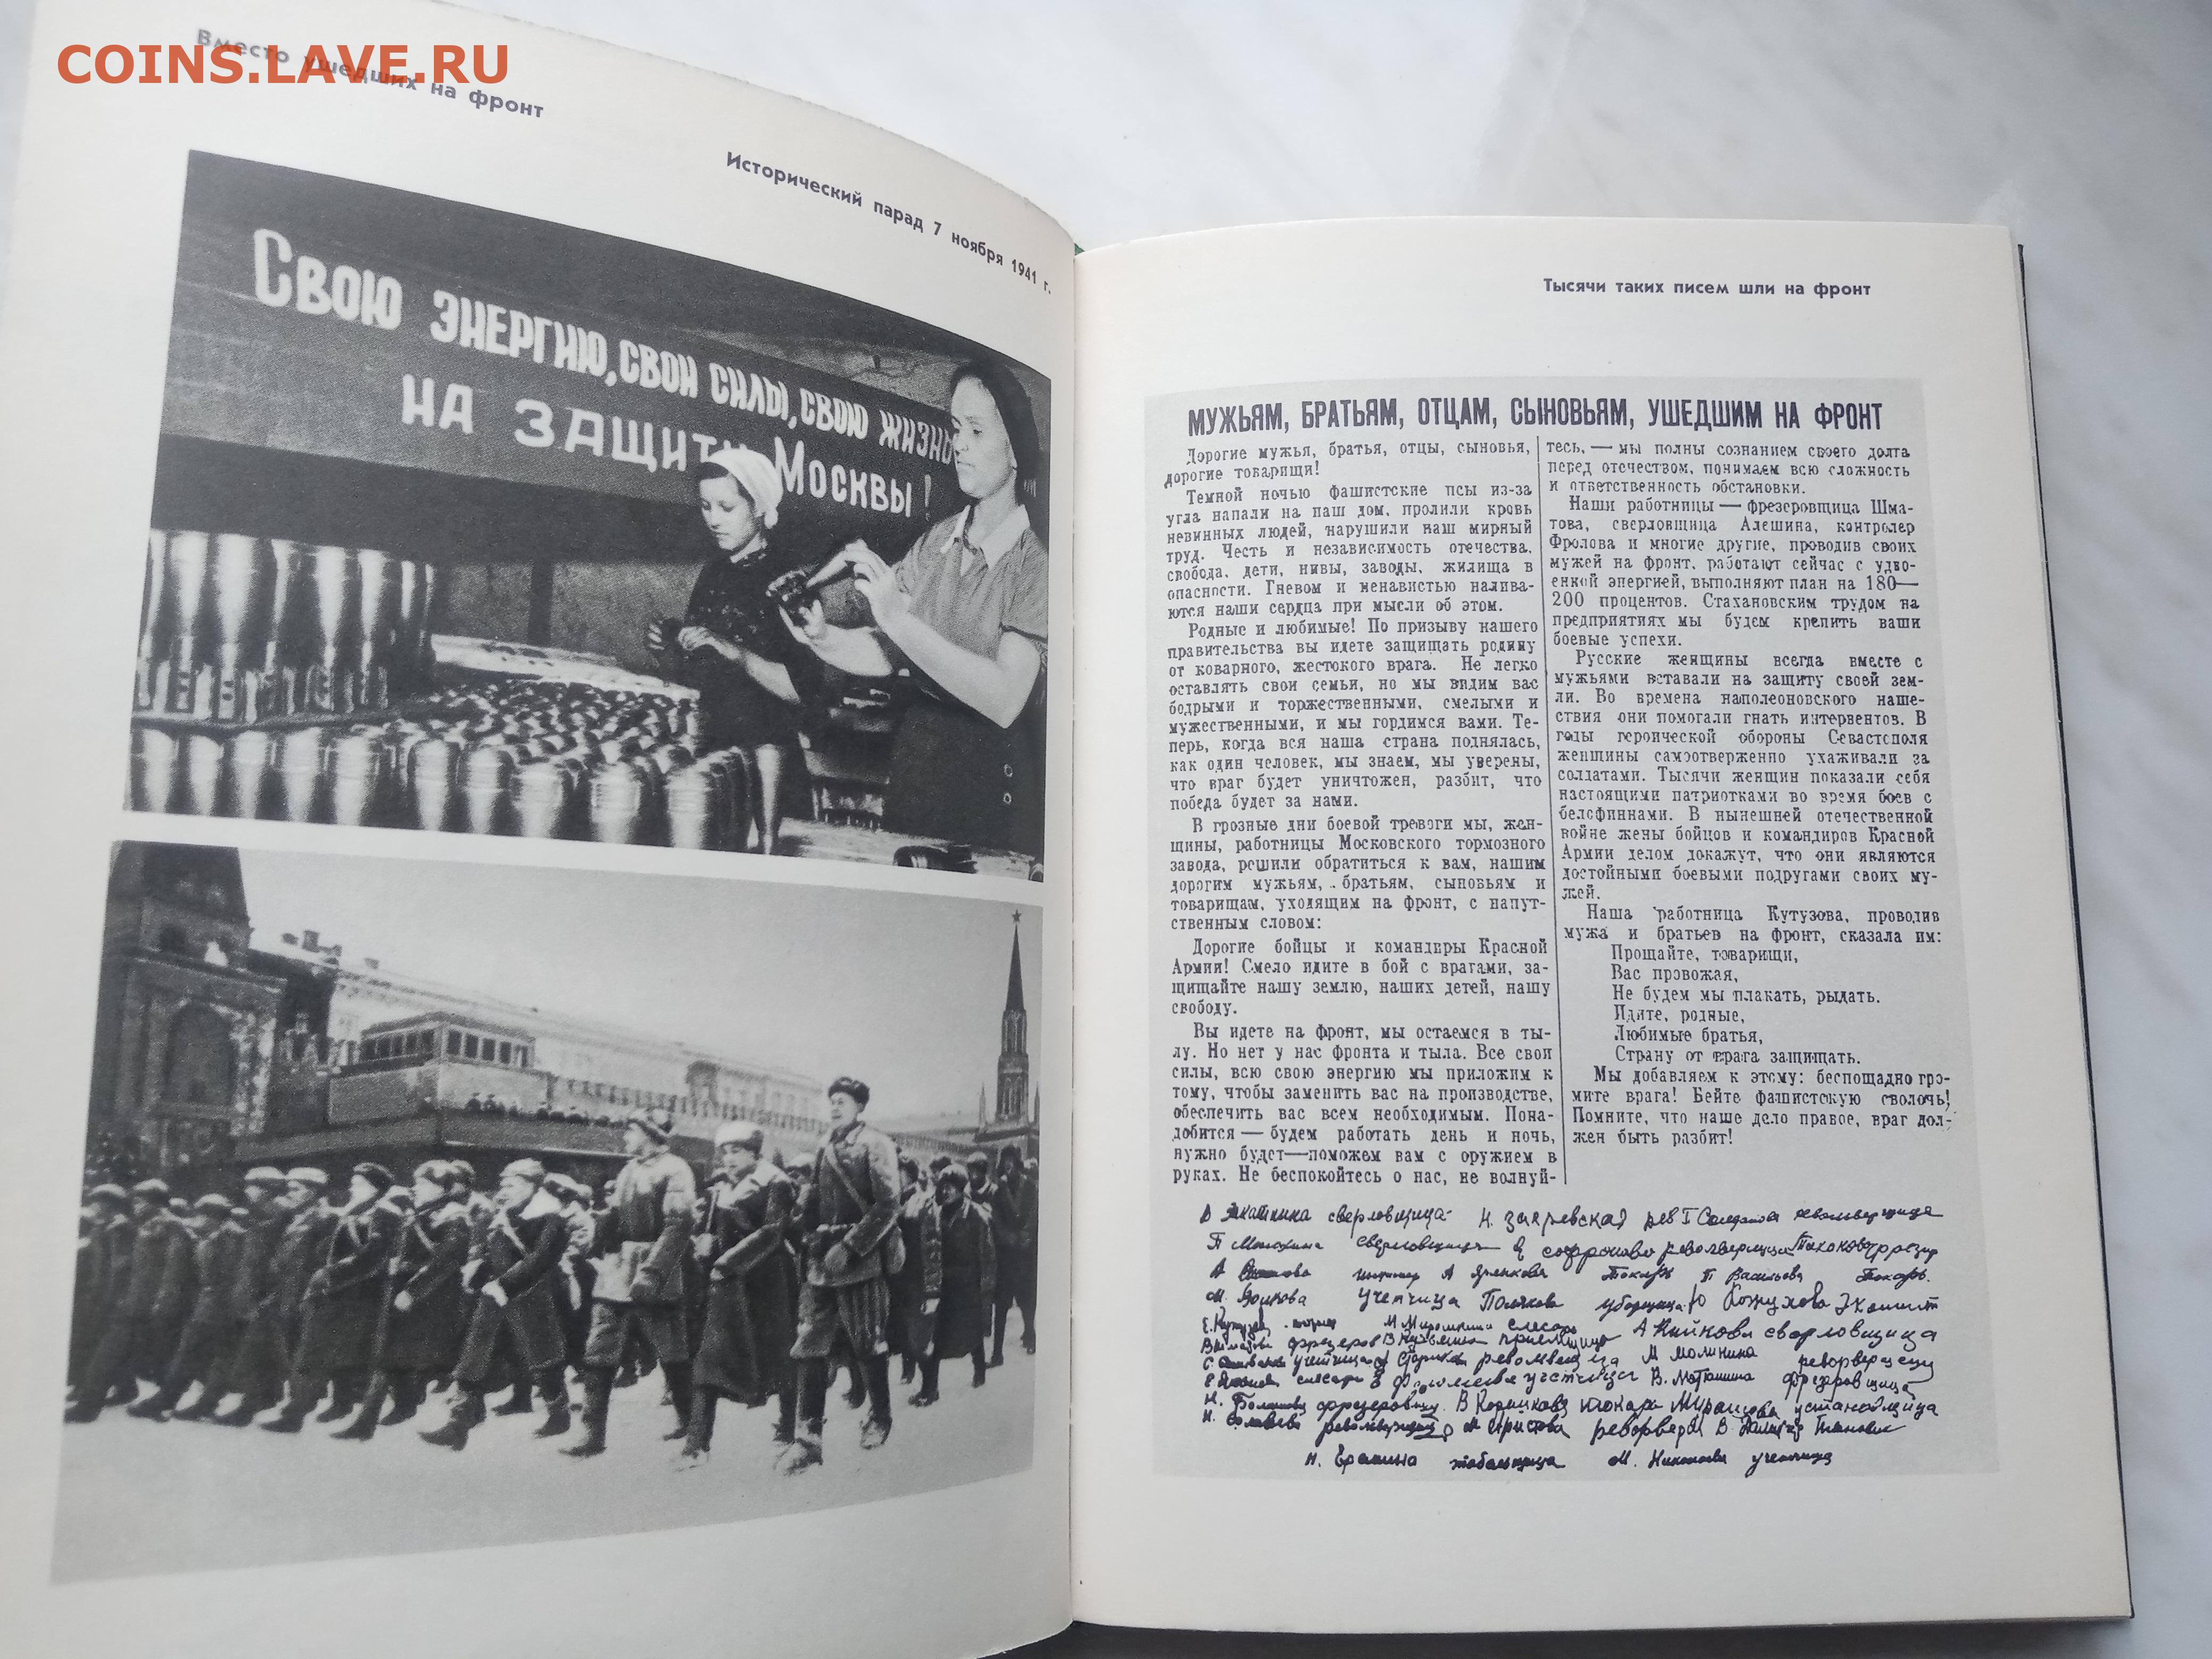 COINS.LAVE.RU
Вместо ушедших на фронт
Исторический парад 7 ноября 1941 г.
Свою энергию, свои силы, свою жизнь
на защиту Москвы!
Тысячи таких писем шли на фронт
МУЖЬЯМ, БРАТЬЯМ, ОТЦАМ, СЫНОВЬЯМ, УШЕДШИМ НА ФРОНТ
Дорогие мужья, братья, отцы, сыновья,
дорогие товарищи!
Темной ночью фашистские псы из-за
угла напали на наш дом, пролили кровь
невинных людей, нарушили наш мирный
труд. Честь и независимость отечества,
свобода, дети, нивы, заводы, жилища в
опасности. Гневом и ненавистью налива-
ются наши сердца при мысли об этом.
Родные и любимые! По призыву нашего
правительства вы идете защищать родину
от коварного, жестокого врага. Не легко
оставлять свои семьи, но мы видим вас
бодрыми и торжественными, смелыми и
мужественными, и мы гордимся вами. Те-
перь, когда вся наша страна поднялась,
как один человек, мы знаем, мы уверены,
что враг будет уничтожен, разбит, что
победа будет за нами.
В грозные дни боевой тревоги мы, жен-
щины, работницы Московского тормозного
завода, решили обратиться к вам, нашим
дорогим мужьям, братьям, сыновьям и
товарищам, уходящим на фронт, с напут-
ственным словом:
Дорогие бойцы и командиры Красной
Армии! Смело идите в бой с врагами, за-
щищайте нашу землю, наших детей, нашу
свободу.
Вы идете на фронт, мы остаемся в ты-
лу. Но нет у нас фронта и тыла. Все свои
силы, всю свою энергию мы приложим к
тому, чтобы заменить вас на производстве,
обеспечить вас всем необходимым. Пона-
добится — будем работать день и ночь,
нужно будет—поможем вам с оружием в
руках. Не беспокойтесь о нас, не волнуй-
тесь, — мы полны сознанием своего долга
перед отечеством, понимаем всю сложность
и ответственность обстановки.
Наши работницы — фрезеровщица Шма-
това, сверловщица Алешина, контролер
Фролова и многие другие, проводив своих
мужей на фронт, работают сейчас с удво-
енной энергией, выполняют план на 180—
200 процентов. Стахановским трудом на
предприятиях мы будем крепить ваши
боевые успехи.
Русские женщины всегда вместе с
мужьями вставали на защиту своей зем-
ли. Во времена наполеоновского наше-
ствия они помогали гнать интервентов. В
годы героической обороны Севастополя
женщины самоотверженно ухаживали за
солдатами. Тысячи женщин показали себя
настоящими патриотками во время боев с
белофиннами. В нынешней отечественной
войне жены бойцов и командиров Красной
Армии делом докажут, что они являются
достойными боевыми подругами своих му-
жей.
Наша работница Кутузова, проводив
мужа и братьев на фронт, сказала им:
Прощайте, товарищи,
Вас провожая,
Не будем мы плакать, рыдать.
Идите, родные,
Любимые братья,
Страну от врага защищать.
Мы добавляем к этому: беспощадно гро-
мите врага! Бейте фашистскую сволочь!
Помните, что наше дело правое, враг дол-
жен быть разбит!
сверловщица Н.
сверловщица
А Токарь П Васильева Токарь.
М. учетчица Полякова уборщица
слесарь А сверловщица
учетчица М Малинина
слесарь учетчица В. Матюшина фрезеровщица
Н. В токарь установщица
Н.
Н. Еранина М. Николаева учетчица